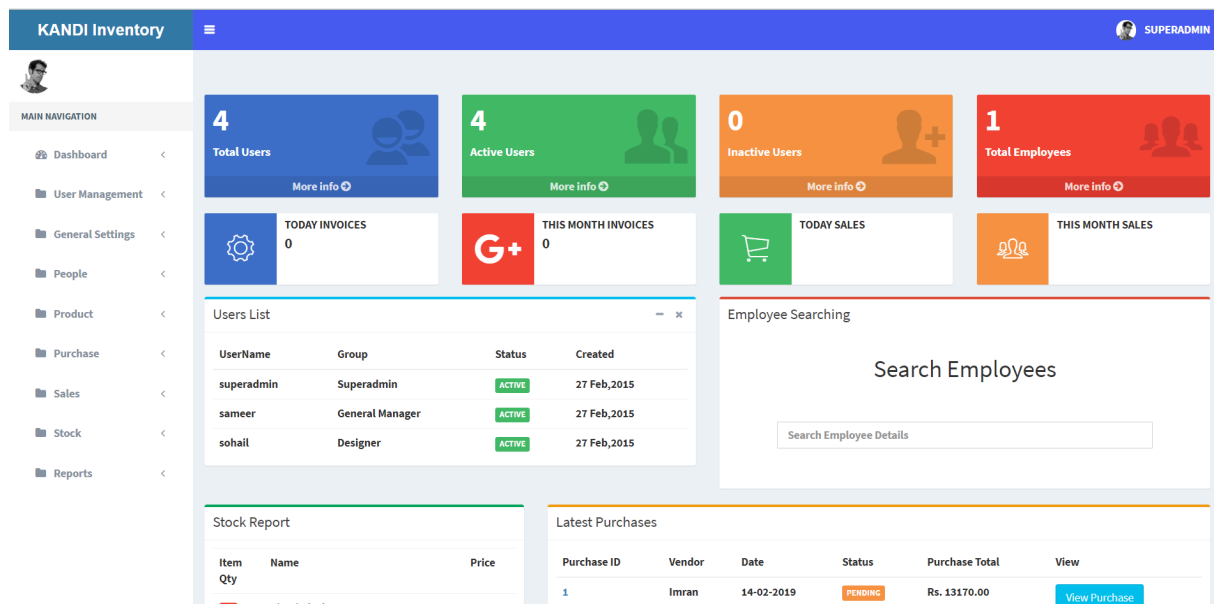 KANDI Inventory
SUPERADMIN
MAIN NAVIGATION
Dashboard
User Management
General Settings
People
Product
Purchase
Sales
Stock
Reports
4
Total Users
More info
4
Active Users
More info
0
Inactive Users
More info
1
Total Employees
More info
TODAY INVOICES
0
G+
THIS MONTH INVOICES
0
TODAY SALES
THIS MONTH SALES
Users List
UserName Group Status Created
superadmin Superadmin ACTIVE 27 Feb,2015
sameer General Manager ACTIVE 27 Feb,2015
sohail Designer ACTIVE 27 Feb,2015
Employee Searching
Search Employees
Search Employee Details
Stock Report
Item Name Price
Qty
Latest Purchases
Purchase ID Vendor Date Status Purchase Total View
1 Imran 14-02-2019 PENDING Rs. 13170.00 View Purchase